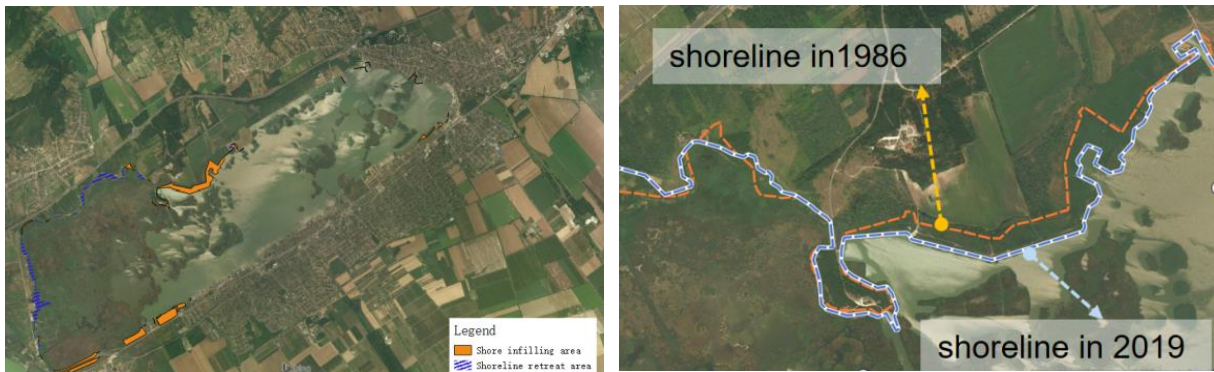 Legend
Shore infilling area
Shoreline retreat area
shoreline in1986
shoreline in 2019